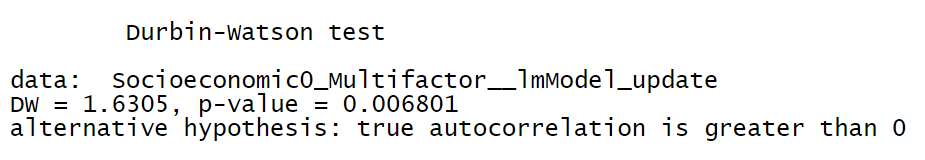 Durbin-Watson test
data:  Socioeconomic0_Multifactor__lmModel_update
DW = 1.6305, p-value = 0.006801
alternative hypothesis: true autocorrelation is greater than 0